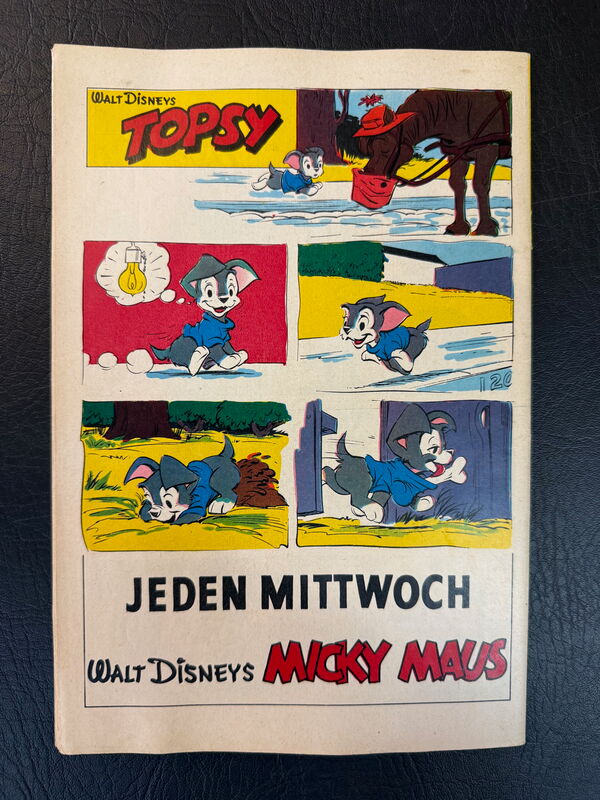 WALT DISNEYS
TOPSY
120
JEDEN MITTWOCH
WALT DISNEYS MICKY MAUS